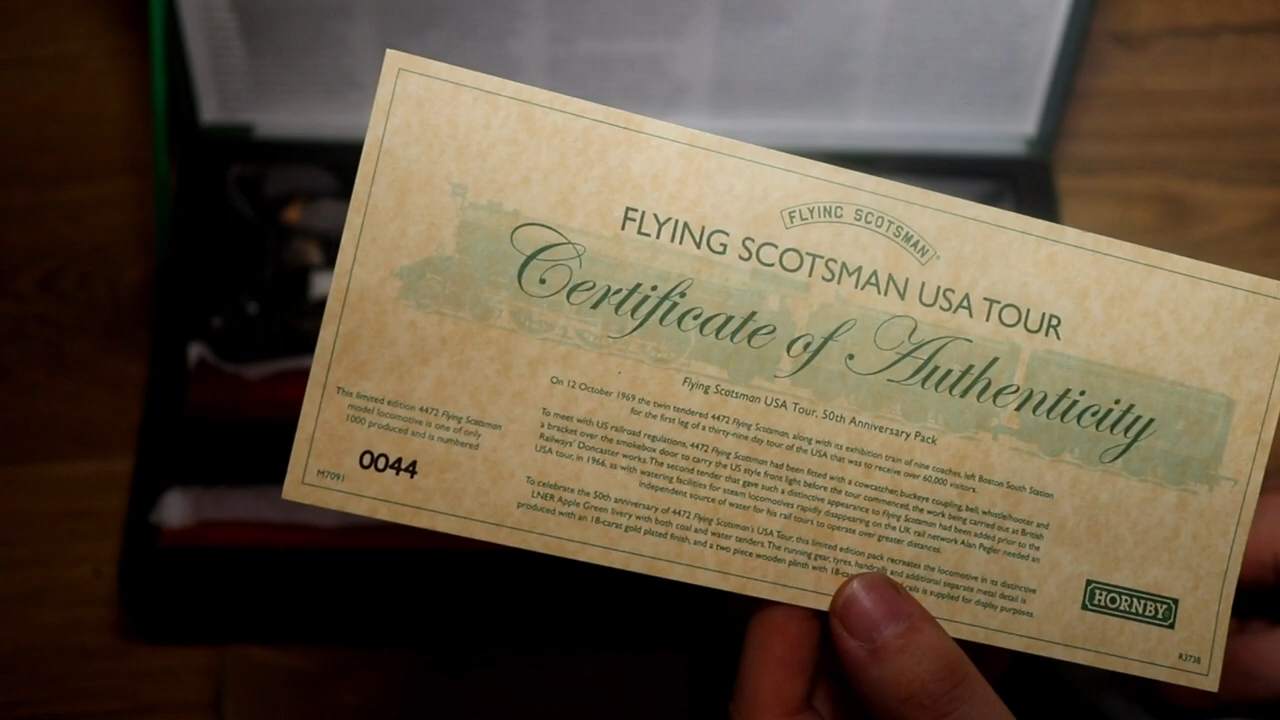 FLYING SCOTSMAN
FLYING SCOTSMAN USA TOUR
Certificate of Authenticity
Flying Scotsman USA Tour, 50th Anniversary Pack
On 12 October 1969 the twin tendered 4472 Flying Scotsman, along with its exhibition train of nine coaches, left Boston South Station
for the first leg of a thirty-nine day tour of the USA that was to receive over 60,000 visitors.
To meet with US railroad regulations, 4472 Flying Scotsman had been fitted with a cowcatcher, buckeye coupling, bell, whistle/hooter and
a bracket over the smokebox door to carry the US style front light before the tour commenced, the work being carried out at British
Railways' Doncaster works. The second tender that gave such a distinctive appearance to Flying Scotsman had been added prior to the
USA tour, in 1966, as with watering facilities for steam locomotives rapidly disappearing on the UK rail network Alan Pegler needed an
independent source of water for his rail tours to operate over greater distances.
To celebrate the 50th anniversary of 4472 Flying Scotsman's USA Tour, this limited edition pack recreates the locomotive in its distinctive
LNER Apple Green livery with both coal and water tenders. The running gear, tyres, handrails and additional separate metal detail is
produced with an 18-carat gold plated finish, and a two piece wooden plinth with rails is supplied for display purposes.
This limited edition 4472 Flying Scotsman
model locomotive is one of only
1000 produced and is numbered
0044
M7091
HORNBY
R3738